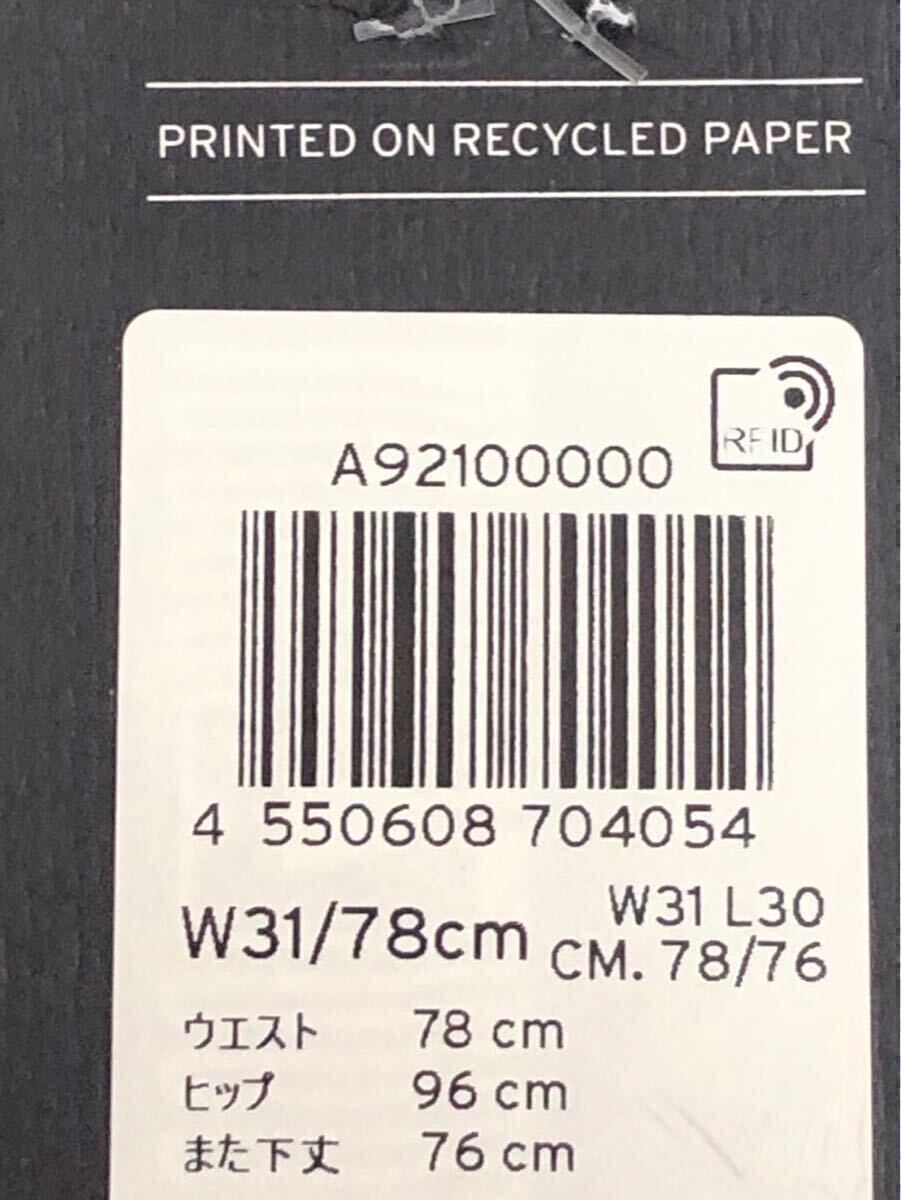 PRINTED ON RECYCLED PAPER
RFID
A92100000
4 550608 704054
W31/78cm
W31 L30
CM. 78/76
ウエスト 78 cm
ヒップ 96 cm
また下丈 76 cm